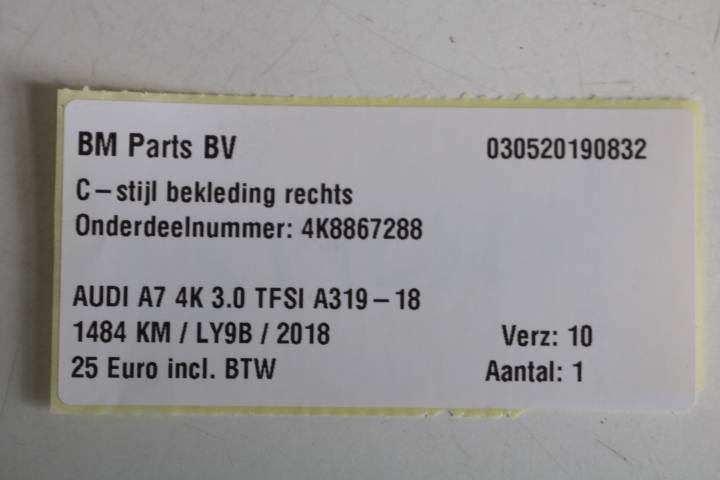 BM Parts BV 030520190832
C-stijl bekleding rechts
Onderdeelnummer: 4K8867288
AUDI A7 4K 3.0 TFSI A319-18
1484 KM / LY9B / 2018 Verz: 10
25 Euro incl. BTW Aantal: 1